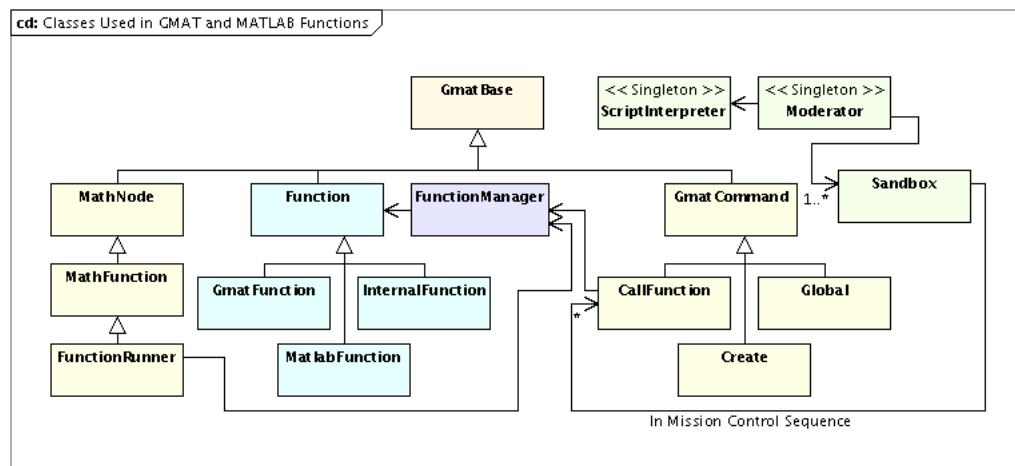 cd: Classes Used in GMAT and MATLAB Functions
GmatBase
<< Singleton >>
ScriptInterpreter
<< Singleton >>
Moderator
MathNode
Function
FunctionManager
GmatCommand
1..*
Sandbox
MathFunction
GmatFunction
InternalFunction
CallFunction
Global
*
FunctionRunner
MatlabFunction
Create
In Mission Control Sequence